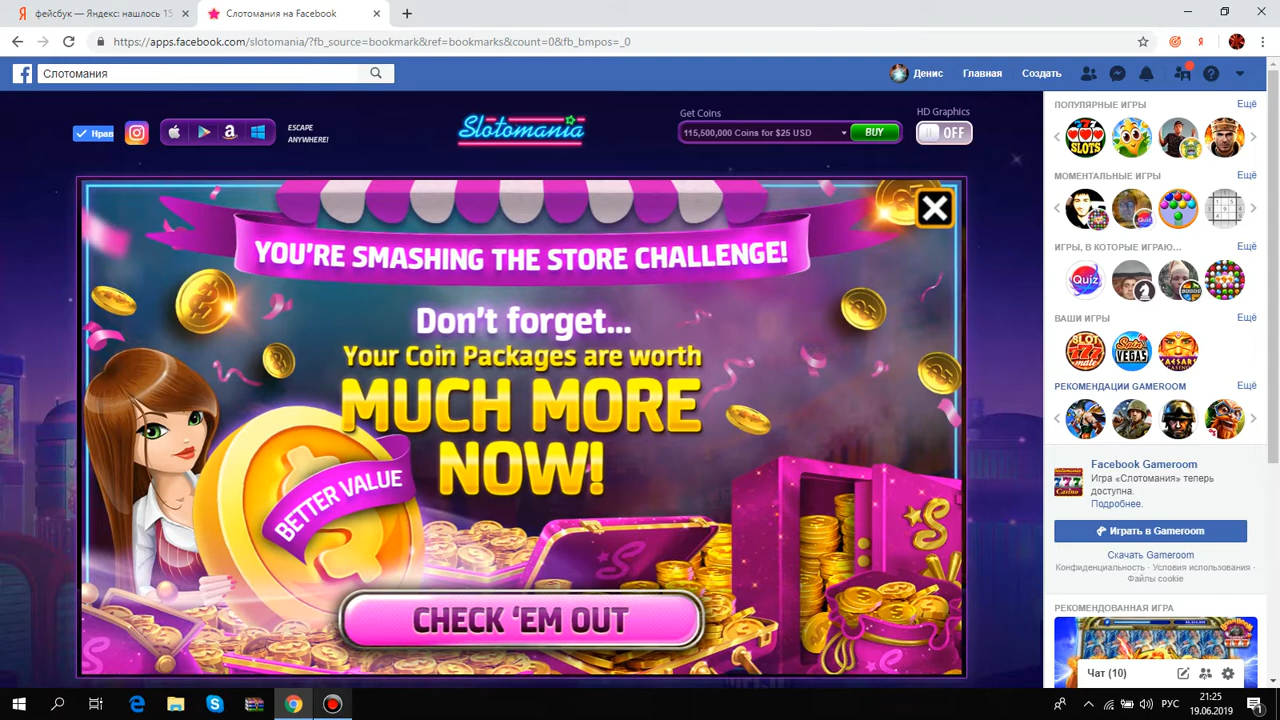 фейсбук — Яндекс: нашлось 15
Слотомания на Facebook
https://apps.facebook.com/slotomania/?fb_source=bookmark&ref=bookmarks&count=0&fb_bmpos=_0
Слотомания
Денис
Главная
Создать
Нрав
ESCAPE
ANYWHERE!
Slotomania
Get Coins
115,500,000 Coins for $25 USD
BUY
HD Graphics
OFF
YOU'RE SMASHING THE STORE CHALLENGE!
Don't forget...
Your Coin Packages are worth
MUCH MORE
NOW!
BETTER VALUE
CHECK 'EM OUT
ПОПУЛЯРНЫЕ ИГРЫ
Ещё
SLOTS
МОМЕНТАЛЬНЫЕ ИГРЫ
Ещё
ИГРЫ, В КОТОРЫЕ ИГРАЮ...
Ещё
Quiz
ВАШИ ИГРЫ
Ещё
SLOT
777
VEGAS
CAESARS
CASINO
РЕКОМЕНДАЦИИ GAMEROOM
Ещё
Facebook Gameroom
Игра «Слотомания» теперь
доступна.
Подробнее.
Играть в Gameroom
Скачать Gameroom
Конфиденциальность · Условия использования ·
Файлы cookie
РЕКОМЕНДОВАННАЯ ИГРА
Чат (10)
РУС
21:25
19.06.2019